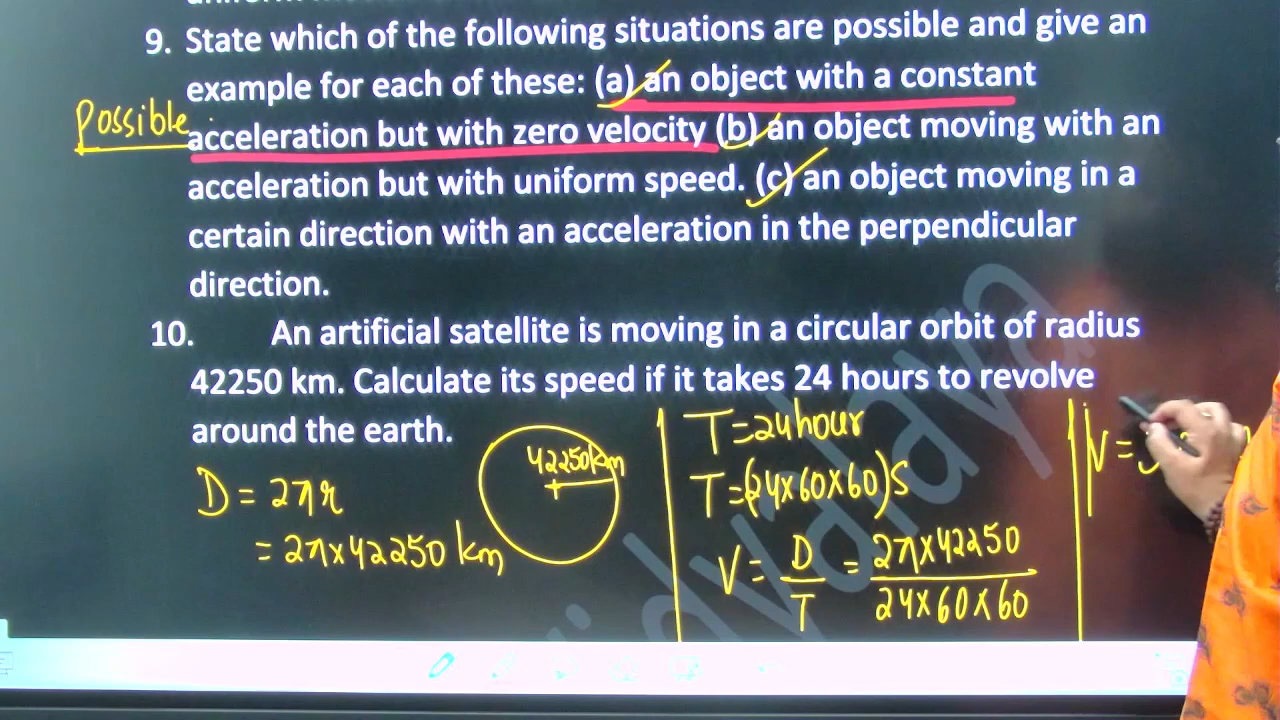 9. State which of the following situations are possible and give an
example for each of these: (a) an object with a constant
Possible
acceleration but with zero velocity (b) an object moving with an
acceleration but with uniform speed. (c) an object moving in a
certain direction with an acceleration in the perpendicular
direction.
10. An artificial satellite is moving in a circular orbit of radius
42250 km. Calculate its speed if it takes 24 hours to revolve
around the earth.
D = 2πr
= 2π×42250 km
42250km
T=24hour
T=(24×60×60)S
V = D/T = 2π×42250/24×60×60
V =